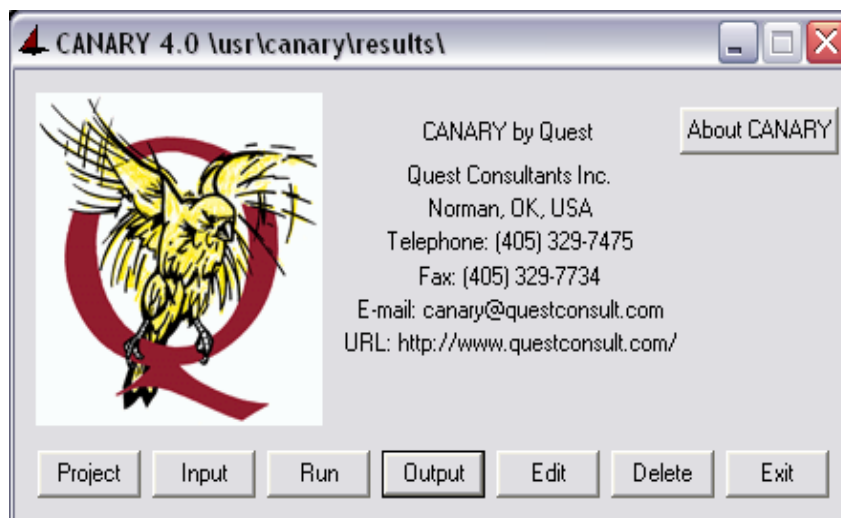 CANARY 4.0 \usr\canary\results\
CANARY by Quest
About CANARY
Quest Consultants Inc.
Norman, OK, USA
Telephone: (405) 329-7475
Fax: (405) 329-7734
E-mail: canary@questconsult.com
URL: http://www.questconsult.com/
Project
Input
Run
Output
Edit
Delete
Exit